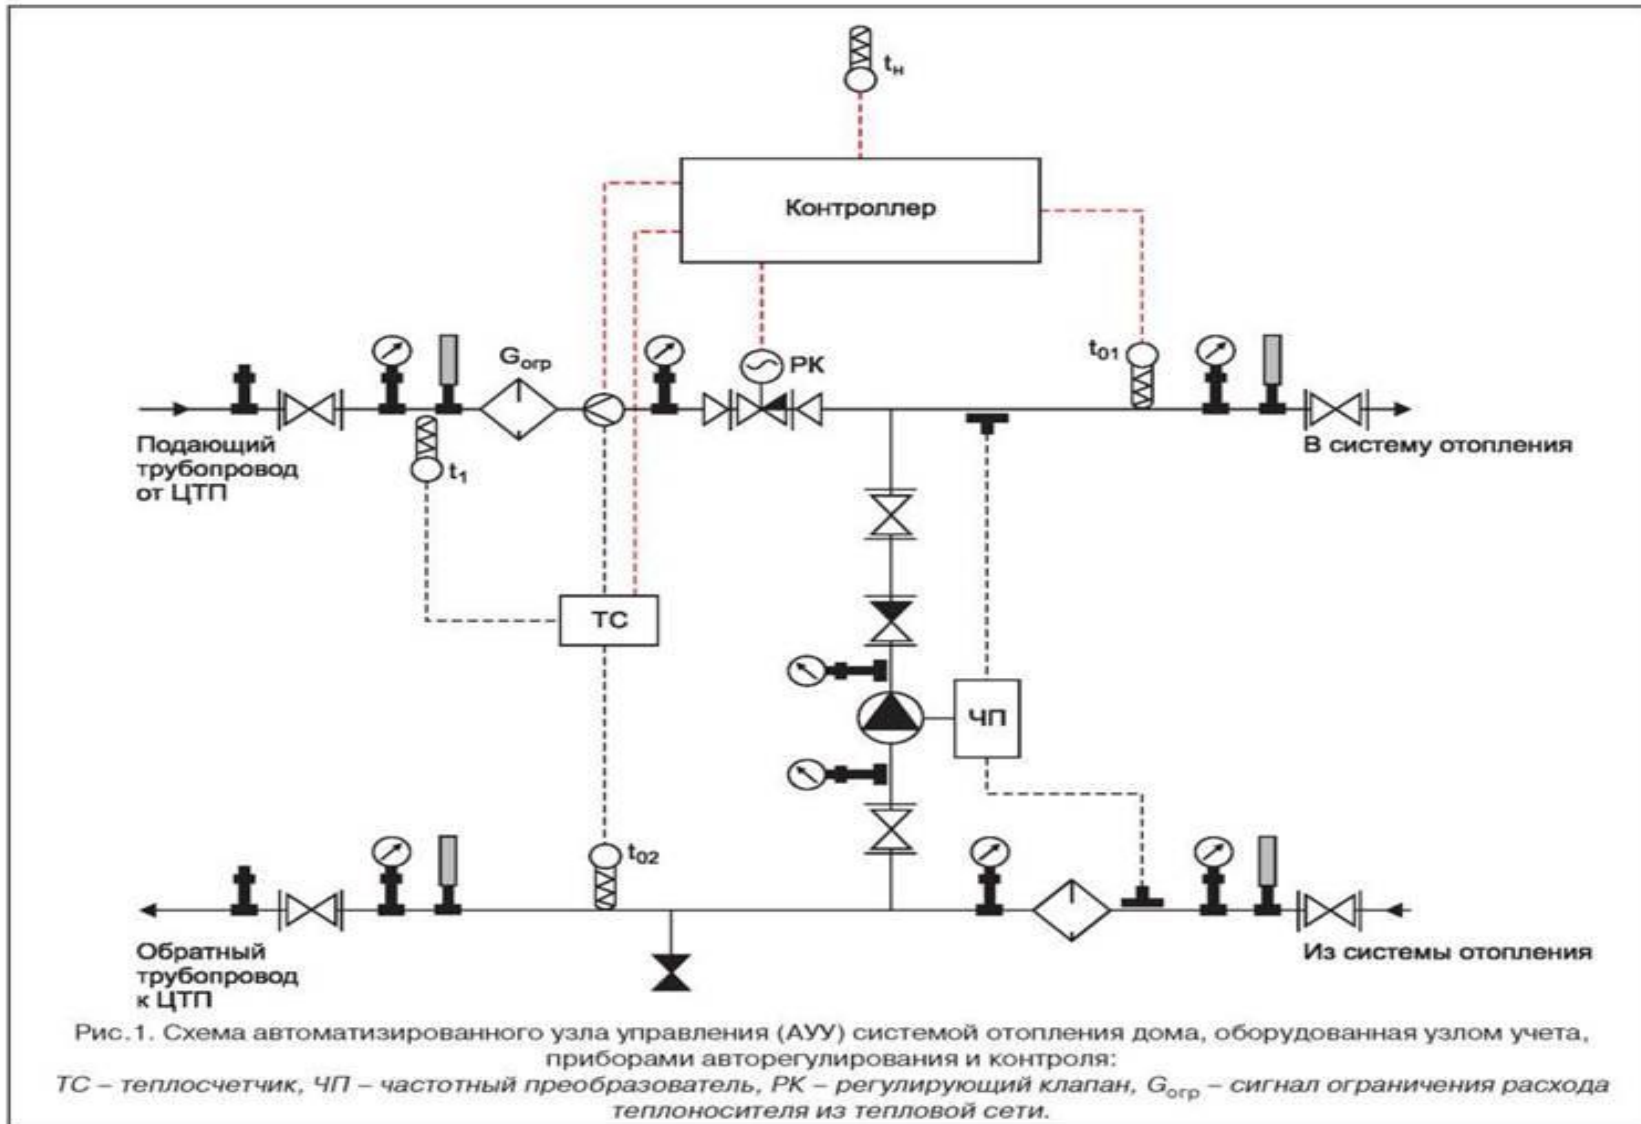 tн
Контроллер
Gогр
РК
t01
Подающий
трубопровод
от ЦТП
t1
В систему отопления
ТС
ЧП
t02
Обратный
трубопровод
к ЦТП
Из системы отопления
Рис.1. Схема автоматизированного узла управления (АУУ) системой отопления дома, оборудованная узлом учета,
приборами авторегулирования и контроля:
ТС – теплосчетчик, ЧП – частотный преобразователь, РК – регулирующий клапан, Gогр – сигнал ограничения расхода
теплоносителя из тепловой сети.